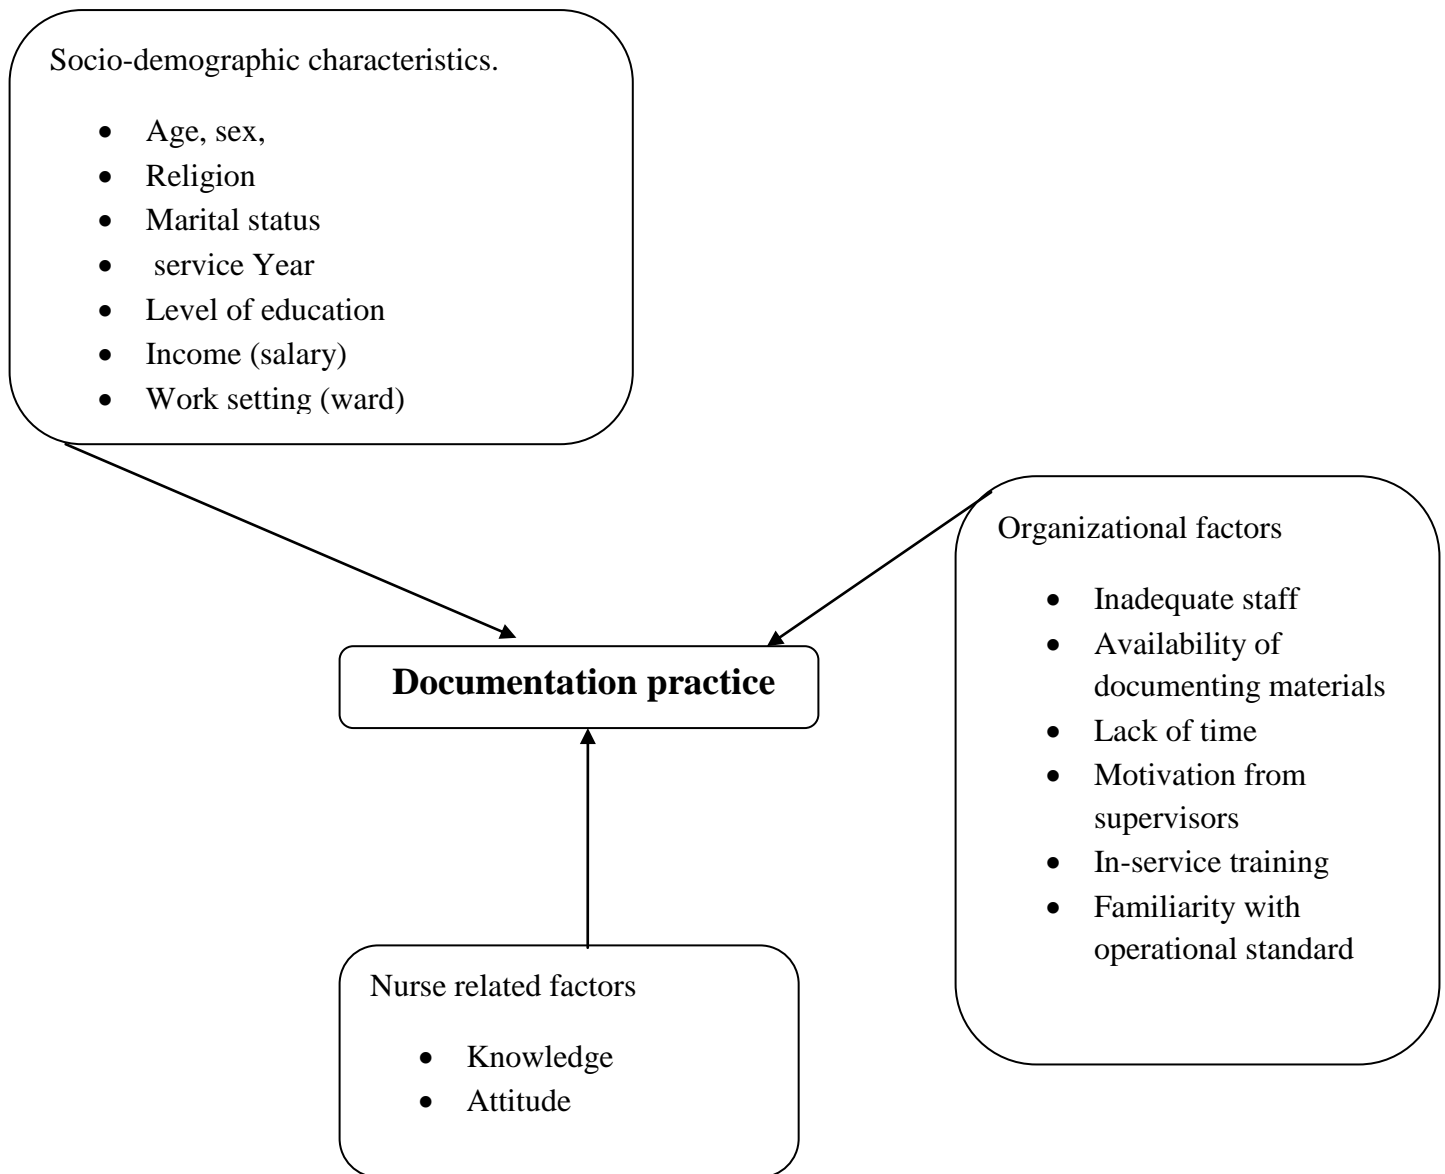 Socio-demographic characteristics.
• Age, sex,
• Religion
• Marital status
• service Year
• Level of education
• Income (salary)
• Work setting (ward)
Organizational factors
• Inadequate staff
• Availability of
documenting materials
• Lack of time
• Motivation from
supervisors
• In-service training
• Familiarity with
operational standard
Documentation practice
Nurse related factors
• Knowledge
• Attitude